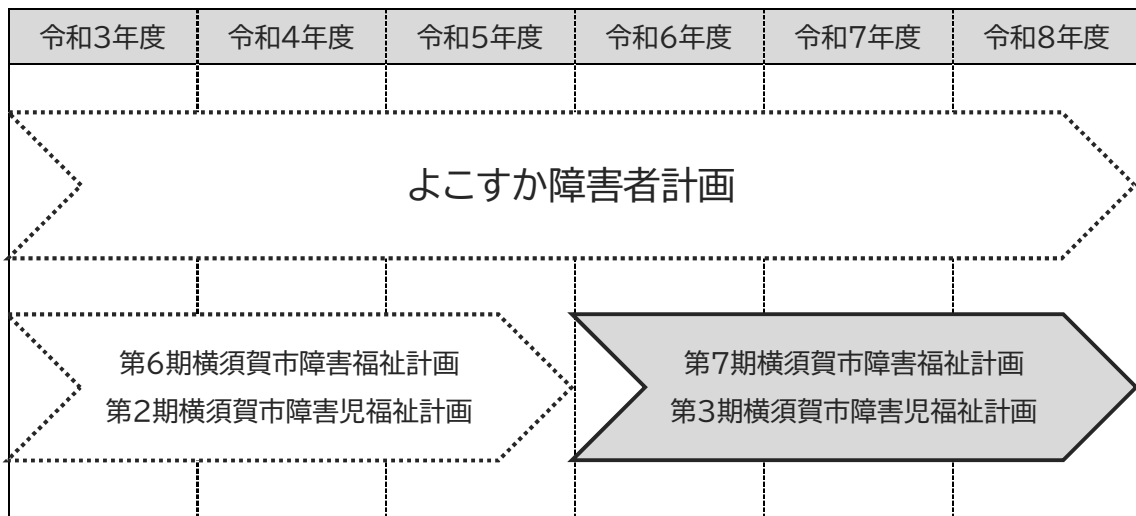 令和3年度 令和4年度 令和5年度 令和6年度 令和7年度 令和8年度
よこすか障害者計画
第6期横須賀市障害福祉計画
第2期横須賀市障害児福祉計画
第7期横須賀市障害福祉計画
第3期横須賀市障害児福祉計画